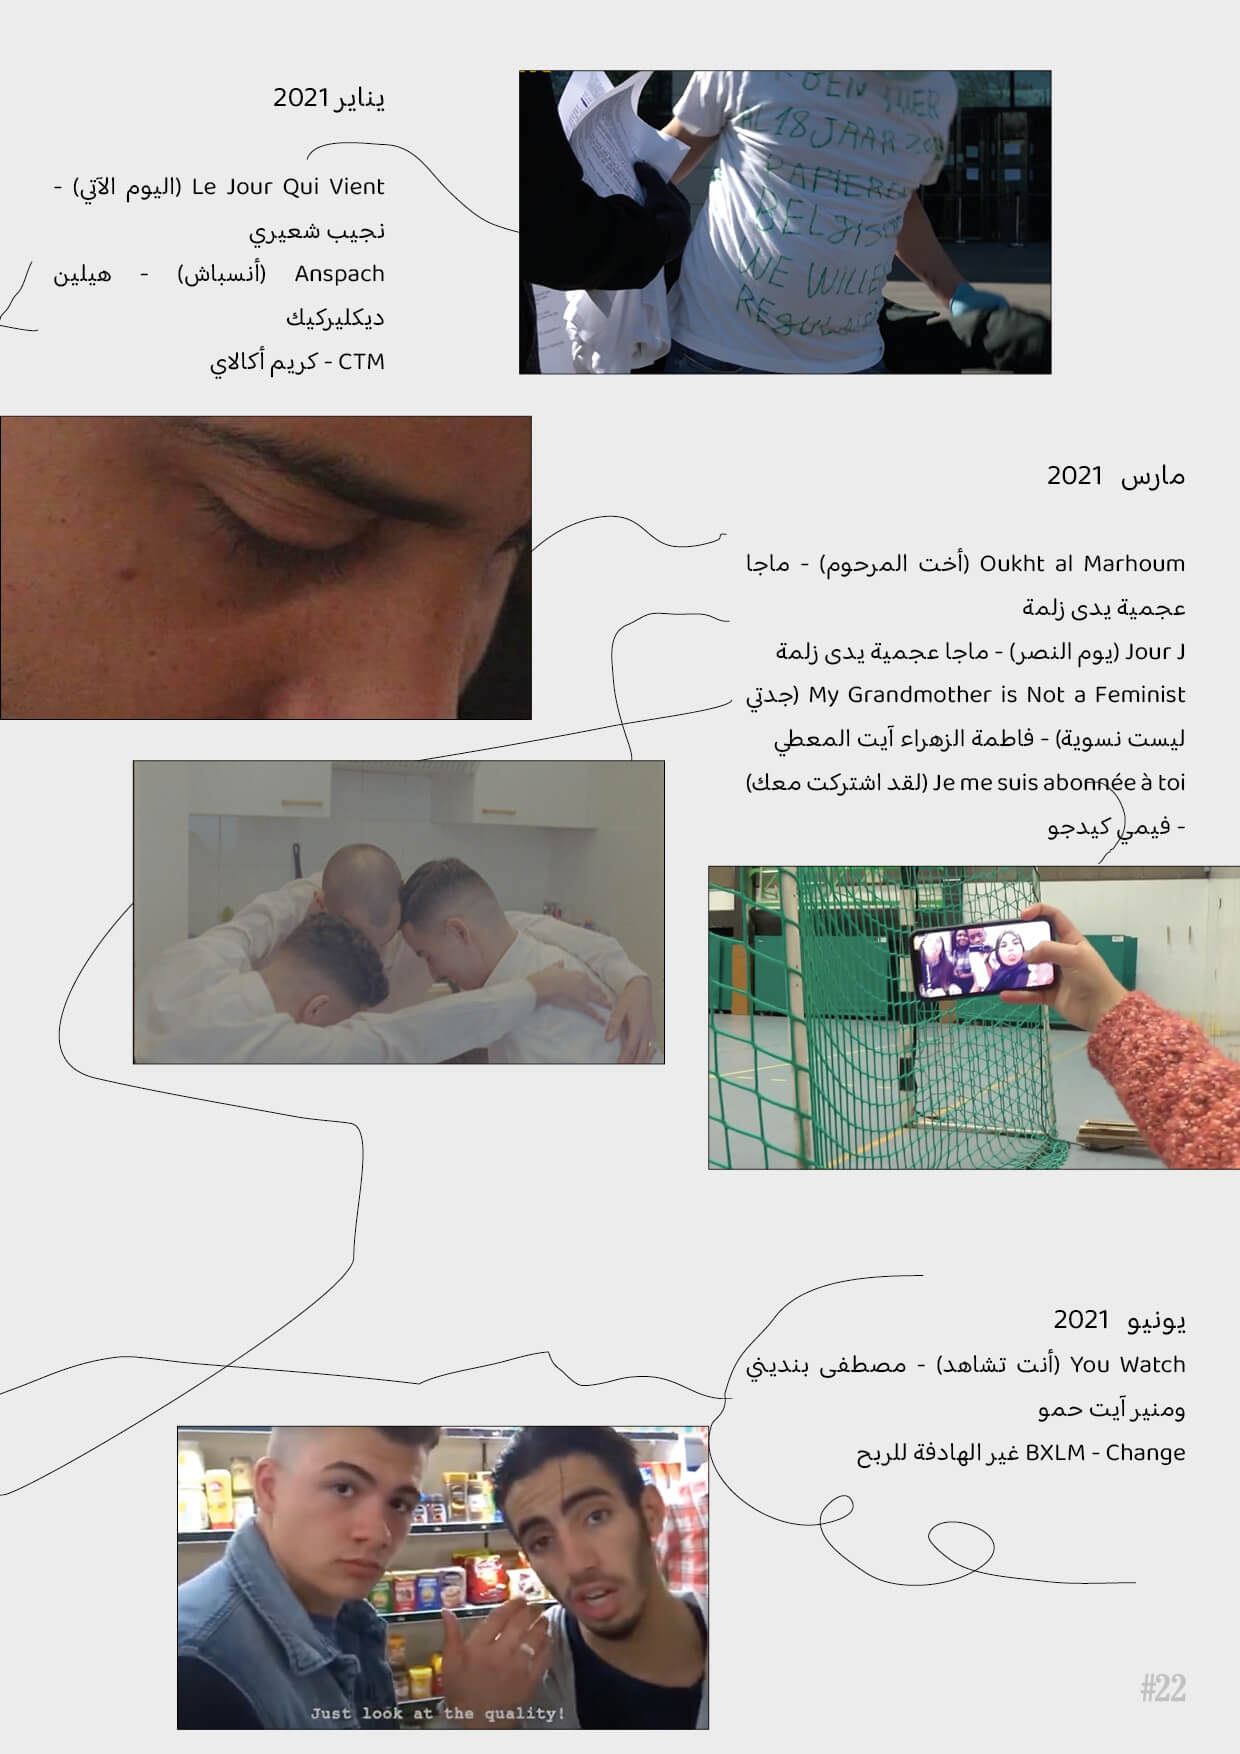 يناير 2021
Le Jour Qui Vient (اليوم الآتي) -
نجيب شعيري
Anspach (أنسباش) - هيلين
ديكليركيك
CTM - كريم أكالاي
BEN HIER
AL 18 JAAR
PAPIEREN
BELGISCH
WE WILLEN
مارس 2021
Oukht al Marhoum (أخت المرحوم) - ماجا
عجمية يدى زلمة
Jour J (يوم النصر) - ماجا عجمية يدى زلمة
My Grandmother is Not a Feminist (جدتي
ليست نسوية) - فاطمة الزهراء آيت المعطي
Je me suis abonnée à toi (لقد اشتركت معك)
- فيمي كيدجو
يونيو 2021
You Watch (أنت تشاهد) - مصطفى بنديني
ومنير آيت حمو
BXLM - Change غير الهادفة للربح
Just look at the quality!
#22